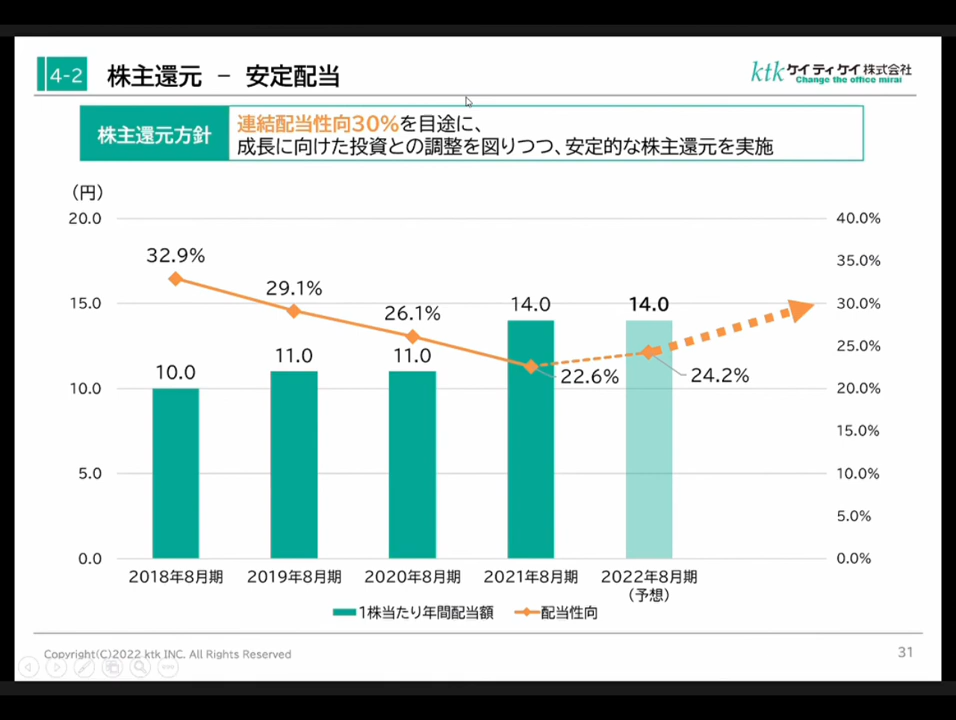 4-2 株主還元 － 安定配当
ktk ケイティケイ株式会社
Change the office mirai
株主還元方針
連結配当性向30%を目途に、
成長に向けた投資との調整を図りつつ、安定的な株主還元を実施
（円）
20.0
15.0
10.0
5.0
0.0
40.0%
35.0%
30.0%
25.0%
20.0%
15.0%
10.0%
5.0%
0.0%
32.9%
29.1%
26.1%
22.6%
24.2%
10.0
11.0
11.0
14.0
14.0
2018年8月期
2019年8月期
2020年8月期
2021年8月期
2022年8月期
（予想）
1株当たり年間配当額
配当性向
Copyright(C)2022 ktk INC. All Rights Reserved
31